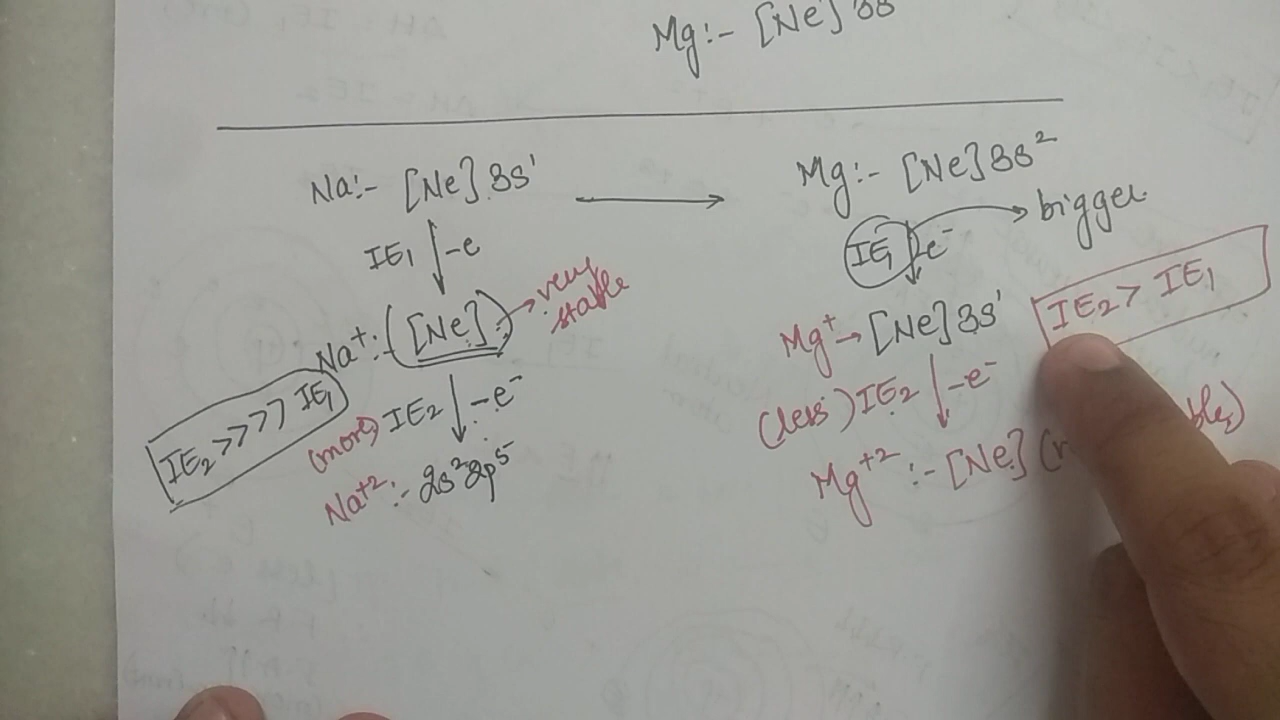 Mg:- [Ne] 3s
Na:- [Ne] 3s¹ → Mg:- [Ne] 3s²
IE₁ ↓ -e
IE₁ ↓ e⁻ → bigger
Na⁺:- ([Ne]) → very stable
Mg⁺ → [Ne] 3s¹
IE₂ > IE₁
IE₂ >>>> IE₁
(more) IE₂ ↓ -e⁻
(less) IE₂ ↓ -e⁻
Na⁺²:- 2s²2p⁵
Mg⁺² :- [Ne]